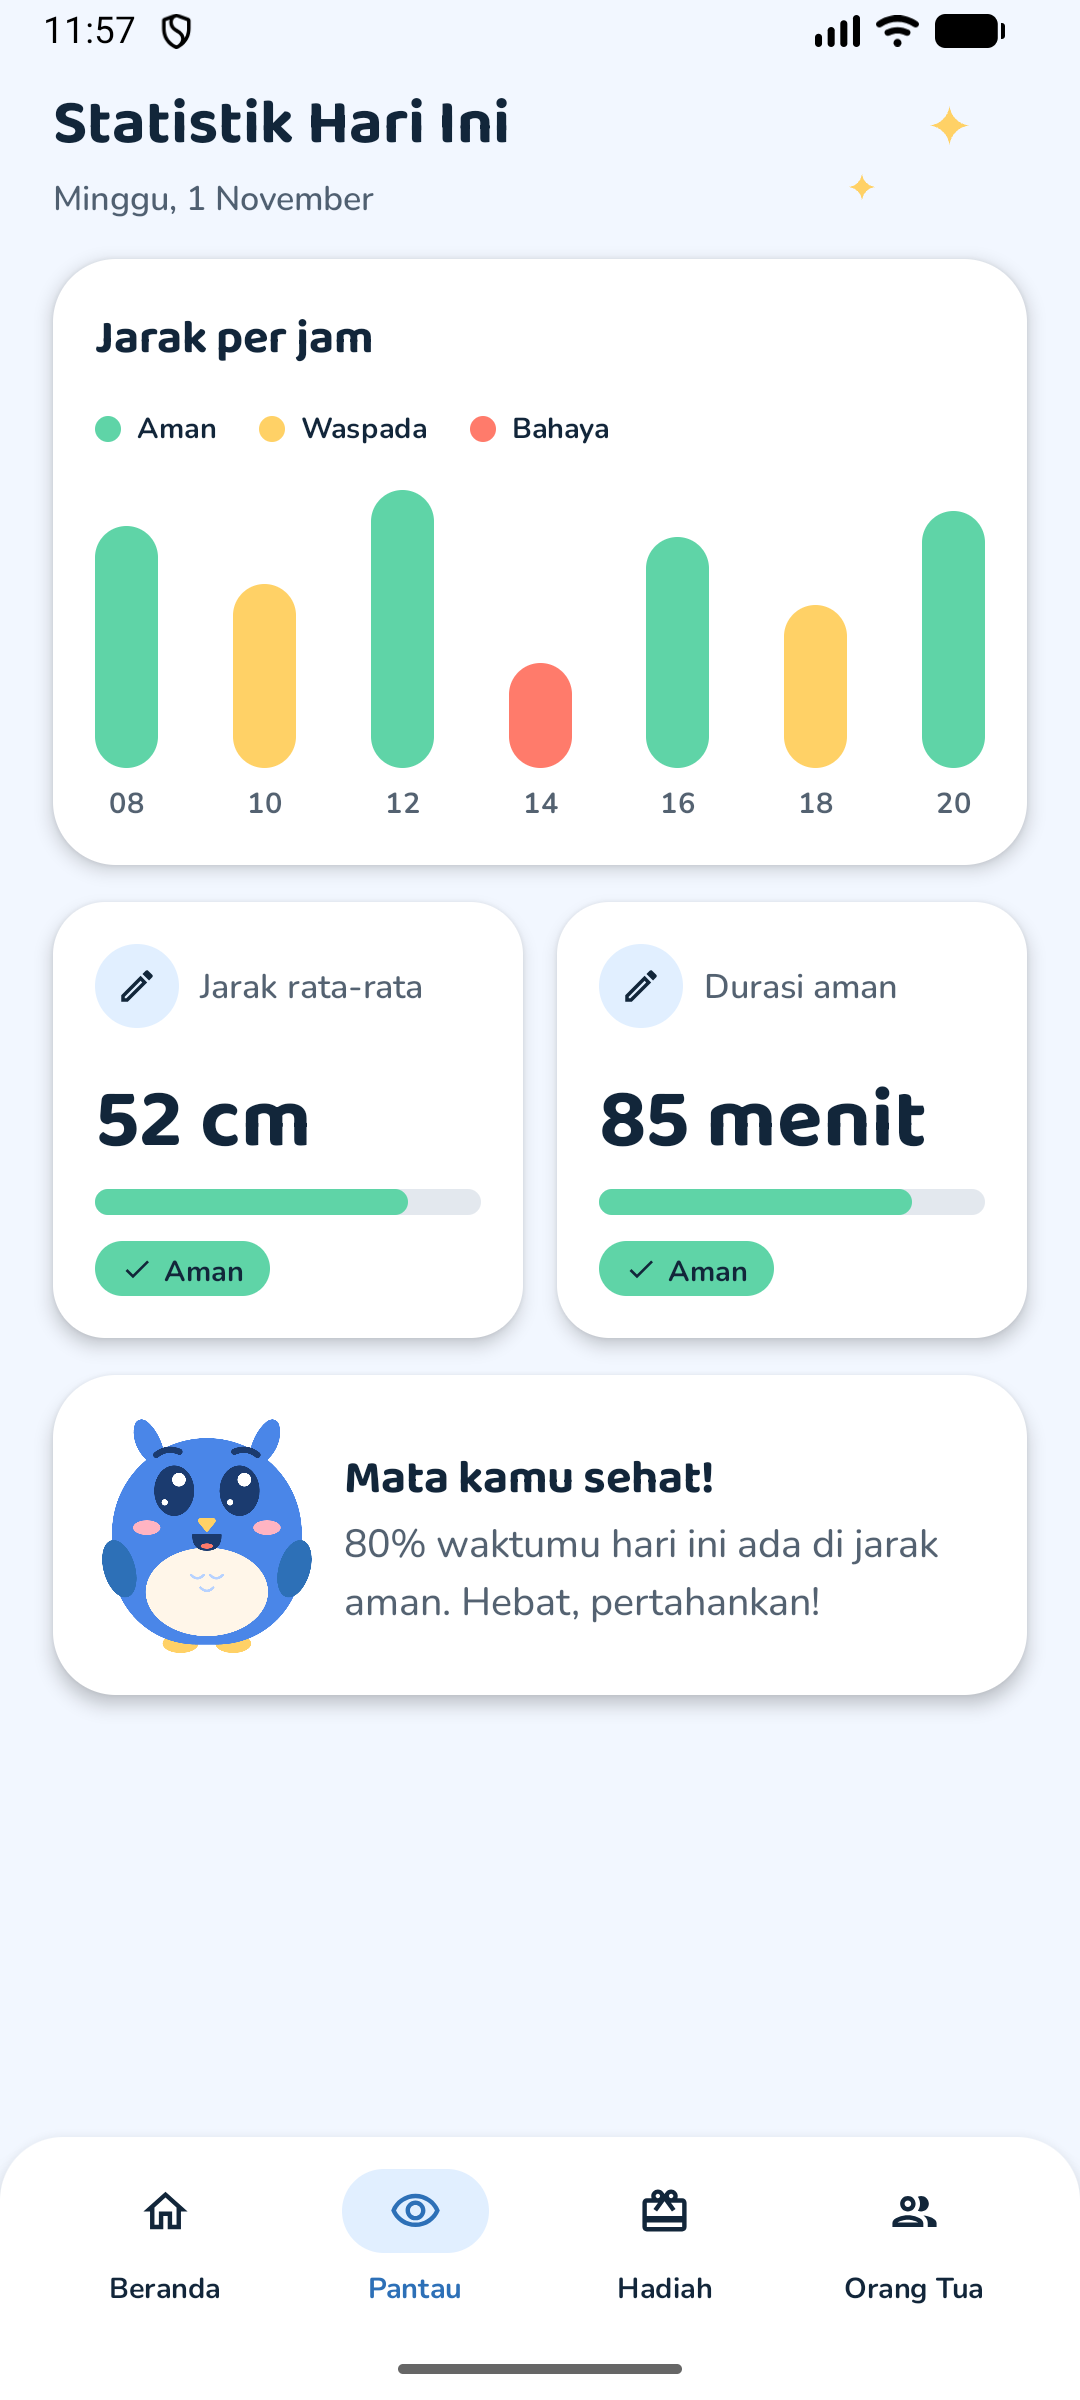 11:57
Statistik Hari Ini
Minggu, 1 November
Jarak per jam
Aman Waspada Bahaya
08 10 12 14 16 18 20
Jarak rata-rata
52 cm
Aman
Durasi aman
85 menit
Aman
Mata kamu sehat!
80% waktumu hari ini ada di jarak
aman. Hebat, pertahankan!
Beranda Pantau Hadiah Orang Tua